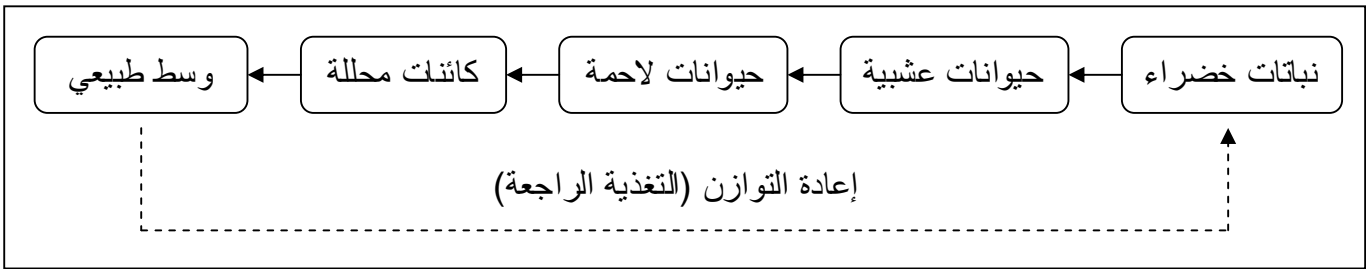 نباتات خضراء
حيوانات عشبية
حيوانات لاحمة
كائنات محللة
وسط طبيعي
إعادة التوازن (التغذية الراجعة)